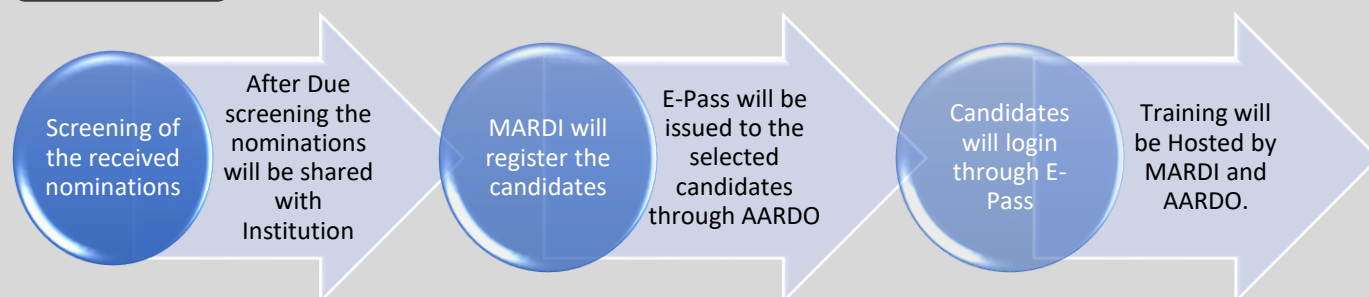 Screening of
the received
nominations
After Due
screening the
nominations
will be shared
with
Institution
MARDI will
register the
candidates
E-Pass will be
issued to the
selected
candidates
through AARDO
Candidates
will login
through E-
Pass
Training will
be Hosted by
MARDI and
AARDO.